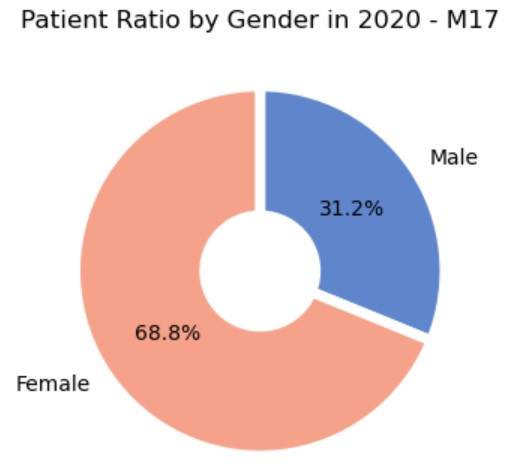 Patient Ratio by Gender in 2020 - M17
Male
31.2%
68.8%
Female